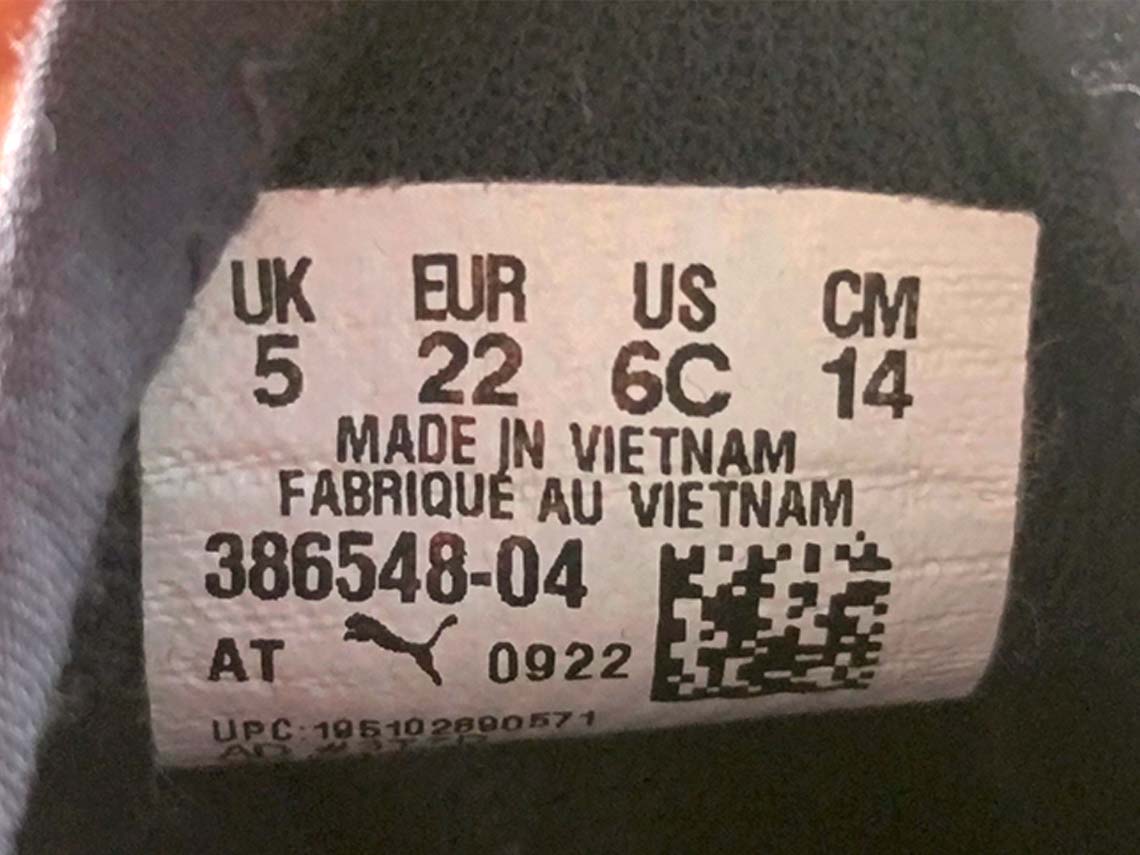 UK EUR US CM
5 22 6C 14
MADE IN VIETNAM
FABRIQUÉ AU VIETNAM
386548-04
AT 0922
UPC:195102890571